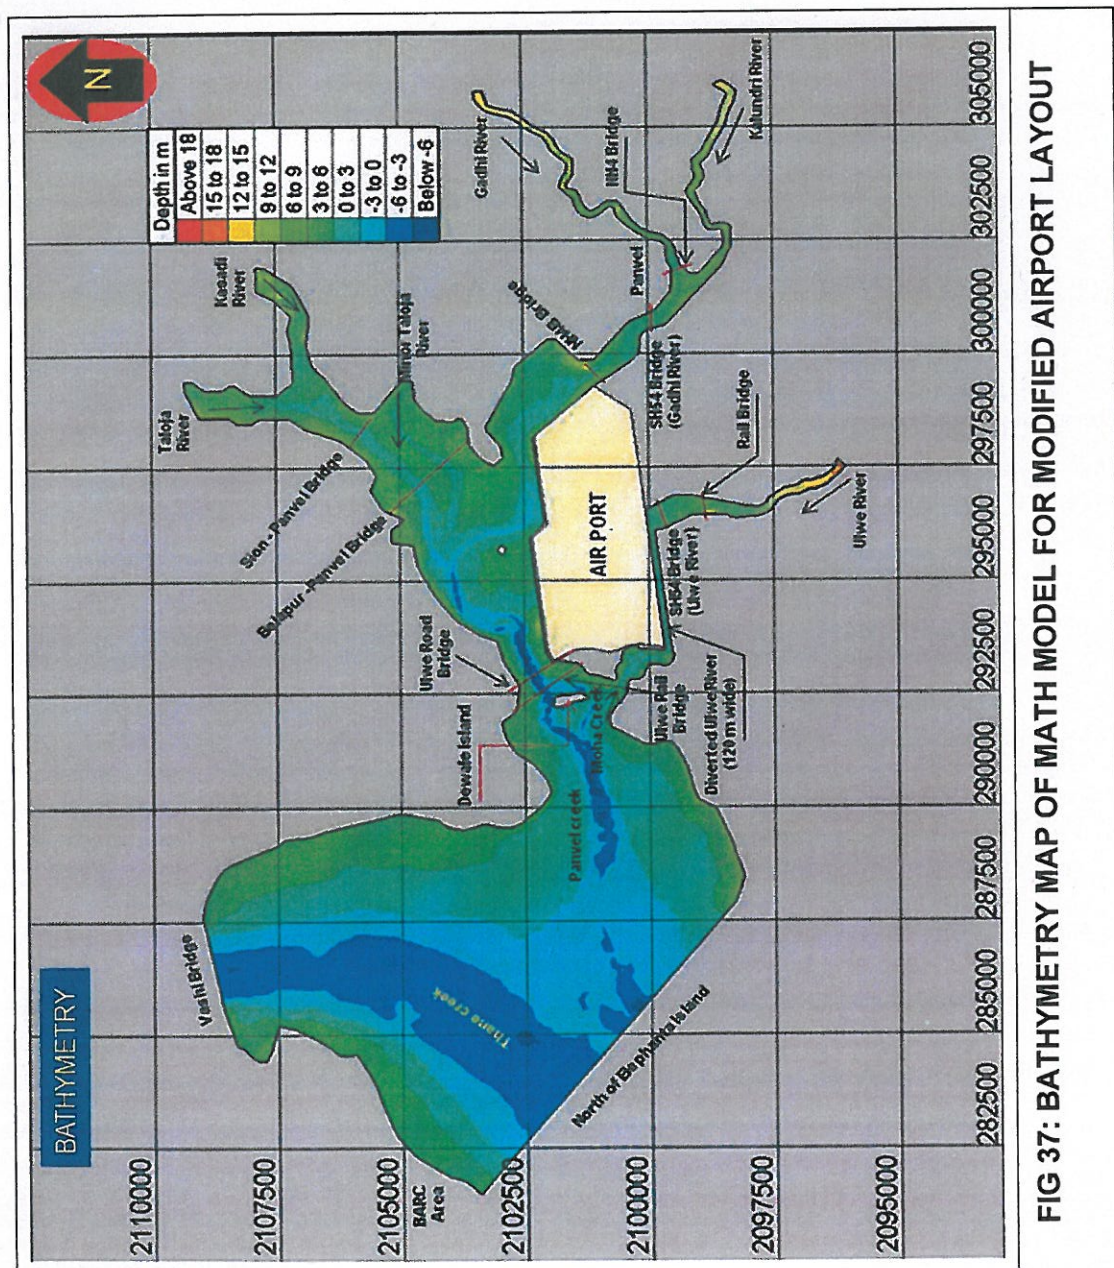 BATHYMETRY
N
Depth in m
Above 18
15 to 18
12 to 15
9 to 12
6 to 9
3 to 6
0 to 3
-3 to 0
-6 to -3
Below -6
Vashi Bridge
Taloja
River
Kasadi
River
Minor Taloja
River
Gadhi River
Kalundri River
NH4 Bridge
Panvel
Sion - Panvel Bridge
Belapur -Panvel Bridge
Ulwe Road
Bridge
Dewale Island
BARC
Area
Thane creek
Panvel creek
Moha Creek
North of Elephanta Island
AIR PORT
SH54 Bridge
(Gadhi River)
Rail Bridge
SH54 Bridge
(Ulwe River)
Ulwe River
Ulwe Rail
Bridge
Diverted Ulwe River
(120 m wide)
2110000
2107500
2105000
2102500
2100000
2097500
2095000
282500
285000
287500
290000
292500
295000
297500
300000
302500
305000
FIG 37: BATHYMETRY MAP OF MATH MODEL FOR MODIFIED AIRPORT LAYOUT